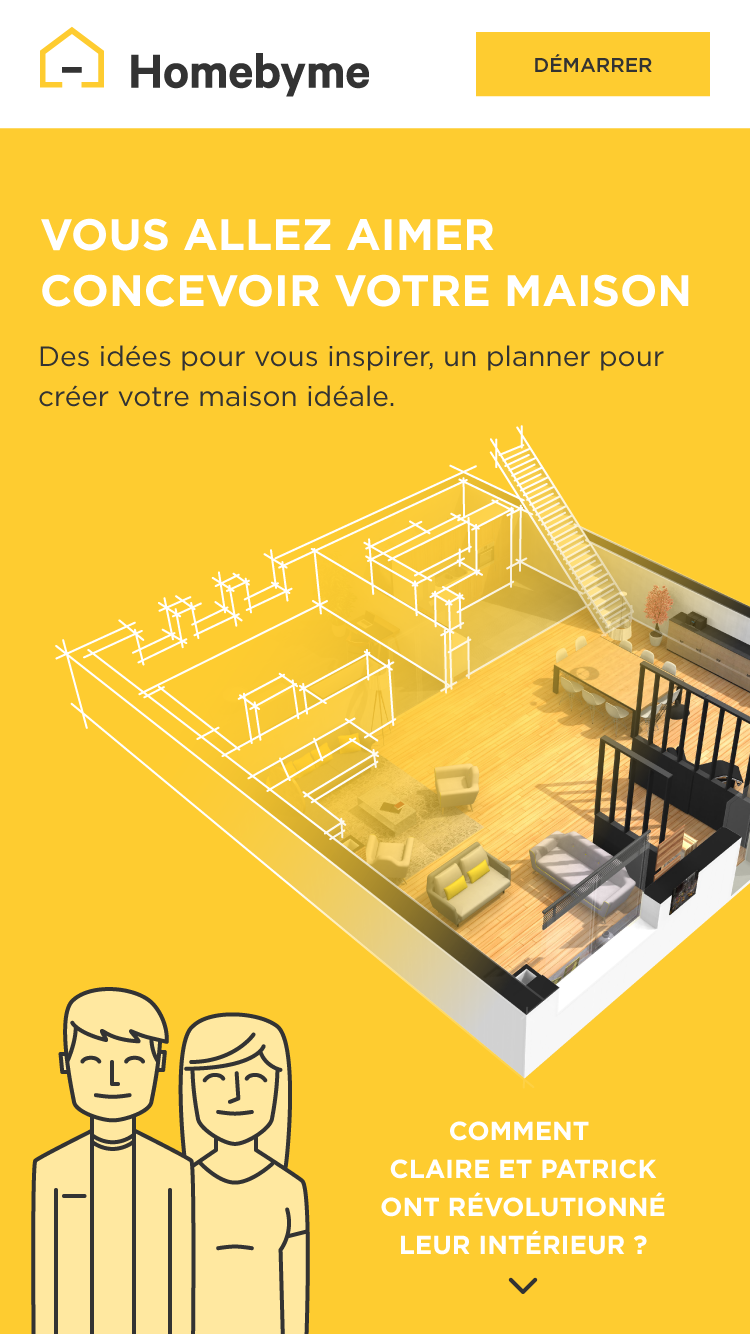 Homebyme
DÉMARRER
VOUS ALLEZ AIMER
CONCEVOIR VOTRE MAISON
Des idées pour vous inspirer, un planner pour
créer votre maison idéale.
COMMENT
CLAIRE ET PATRICK
ONT RÉVOLUTIONNÉ
LEUR INTÉRIEUR ?